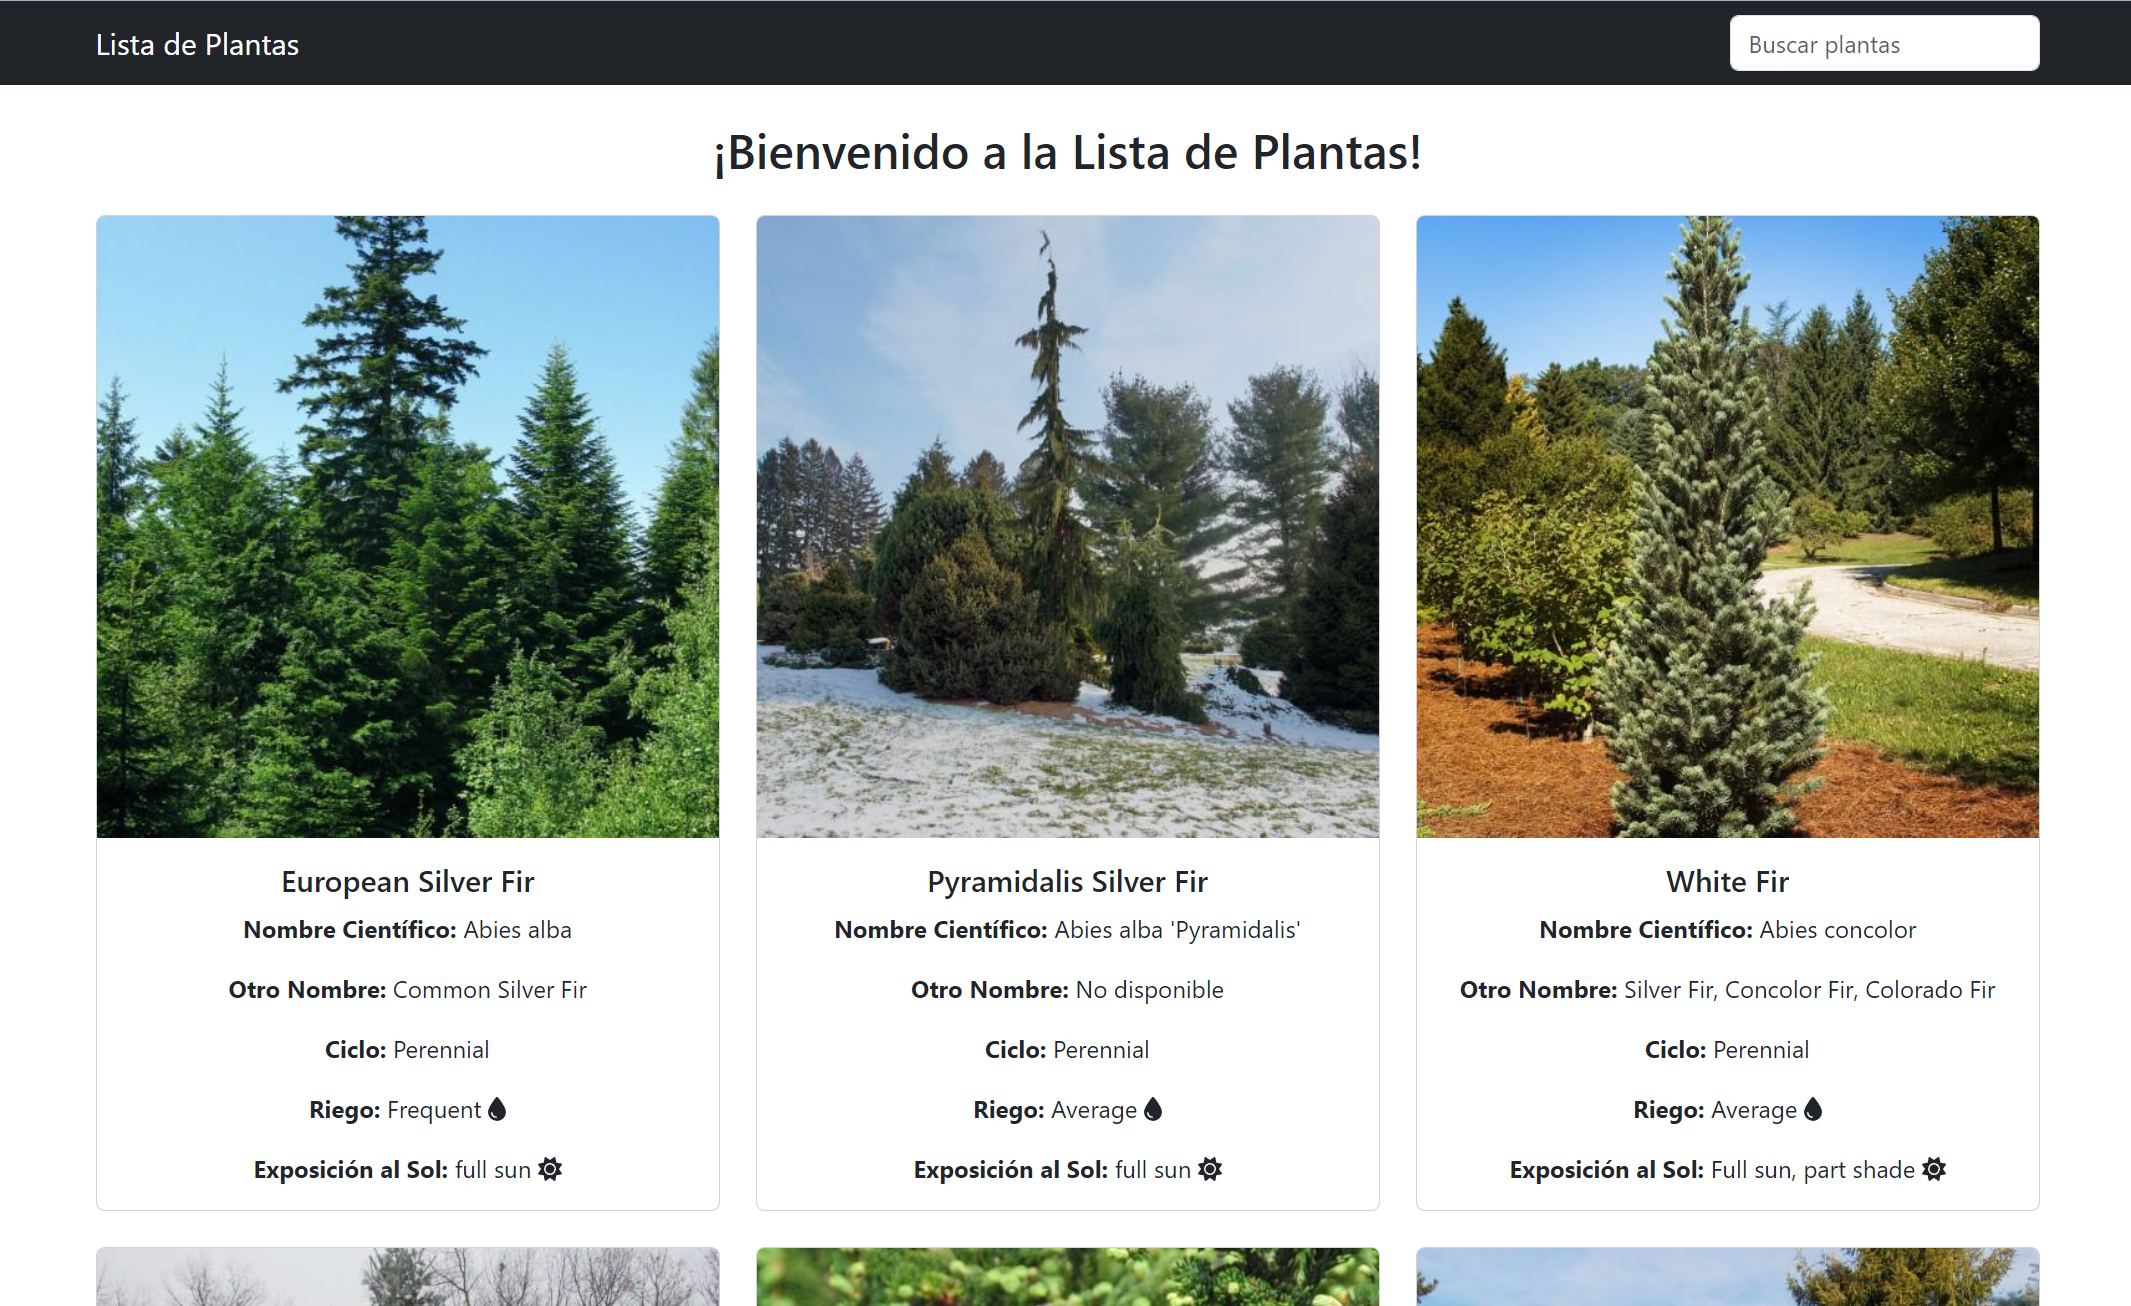 Lista de Plantas
Buscar plantas
¡Bienvenido a la Lista de Plantas!
European Silver Fir
Nombre Científico: Abies alba
Otro Nombre: Common Silver Fir
Ciclo: Perennial
Riego: Frequent
Exposición al Sol: full sun
Pyramidalis Silver Fir
Nombre Científico: Abies alba 'Pyramidalis'
Otro Nombre: No disponible
Ciclo: Perennial
Riego: Average
Exposición al Sol: full sun
White Fir
Nombre Científico: Abies concolor
Otro Nombre: Silver Fir, Concolor Fir, Colorado Fir
Ciclo: Perennial
Riego: Average
Exposición al Sol: Full sun, part shade